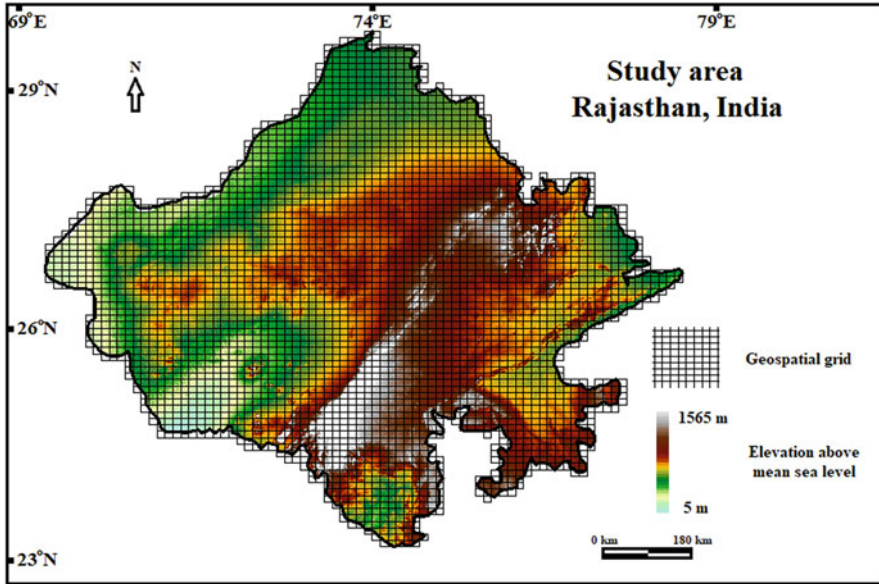 69°E
74°E
79°E
N
Study area
Rajasthan, India
29°N
26°N
Geospatial grid
1565 m
Elevation above
mean sea level
5 m
0 km
180 km
23°N